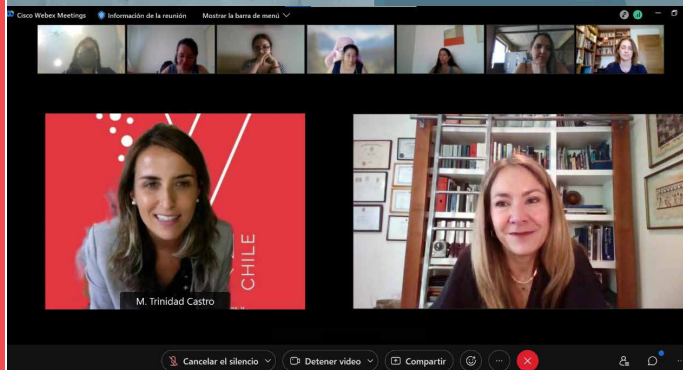 Cisco Webex Meetings
Información de la reunión
Mostrar la barra de menú
CHILE
M. Trinidad Castro
Cancelar el silencio
Detener video
Compartir